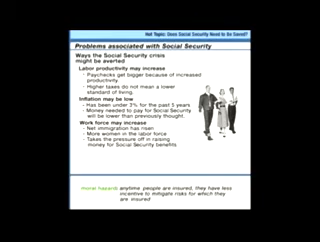 Hot Topic: Does Social Security Need to Be Saved?
Problems associated with Social Security
Ways the Social Security crisis
might be averted
Labor productivity may increase
- Paychecks get bigger because of increased
productivity
- Higher taxes do not mean a lower
standard of living.
Inflation may be low
- Has been under 3% for the past 5 years
- Money needed to pay for Social Security
will be lower than previously thought.
Work force may increase
- Net immigration has risen
- More women in the labor force
- Takes the pressure off in raising
money for Social Security benefits
moral hazard: anytime people are insured, they have less
incentive to mitigate risks for which they
are insured